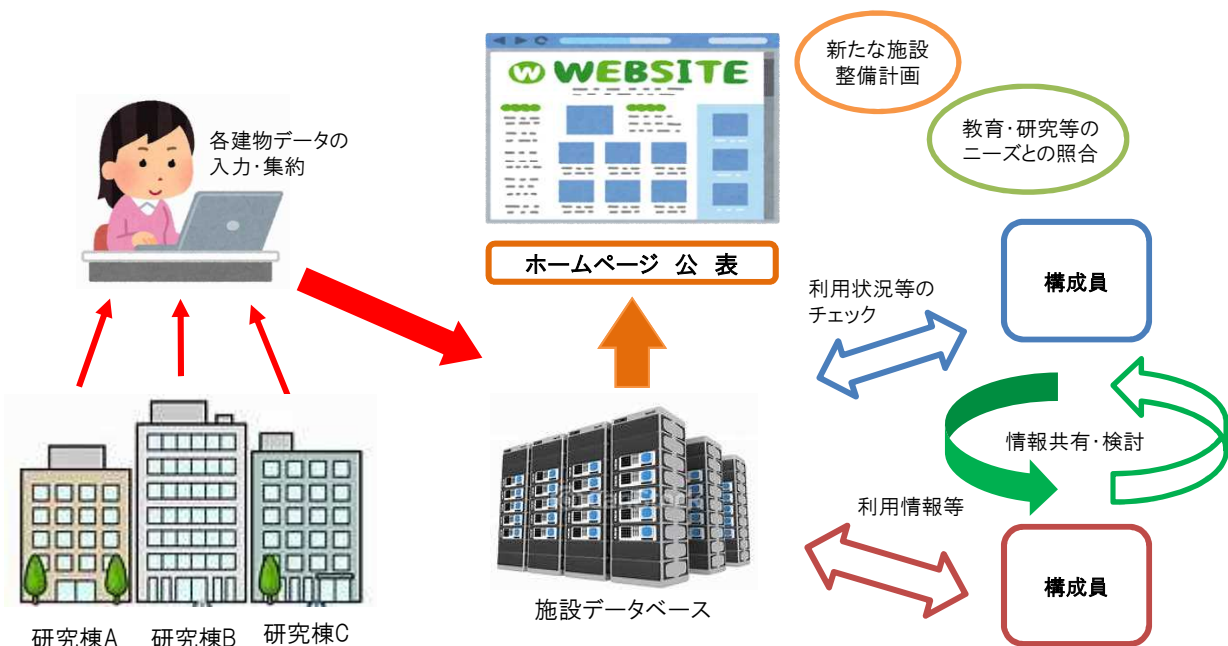 WEBSITE
新たな施設
整備計画
教育・研究等の
ニーズとの照合
各建物データの
入力・集約
ホームページ 公 表
利用状況等の
チェック
構成員
情報共有・検討
利用情報等
構成員
施設データベース
研究棟A
研究棟B
研究棟C